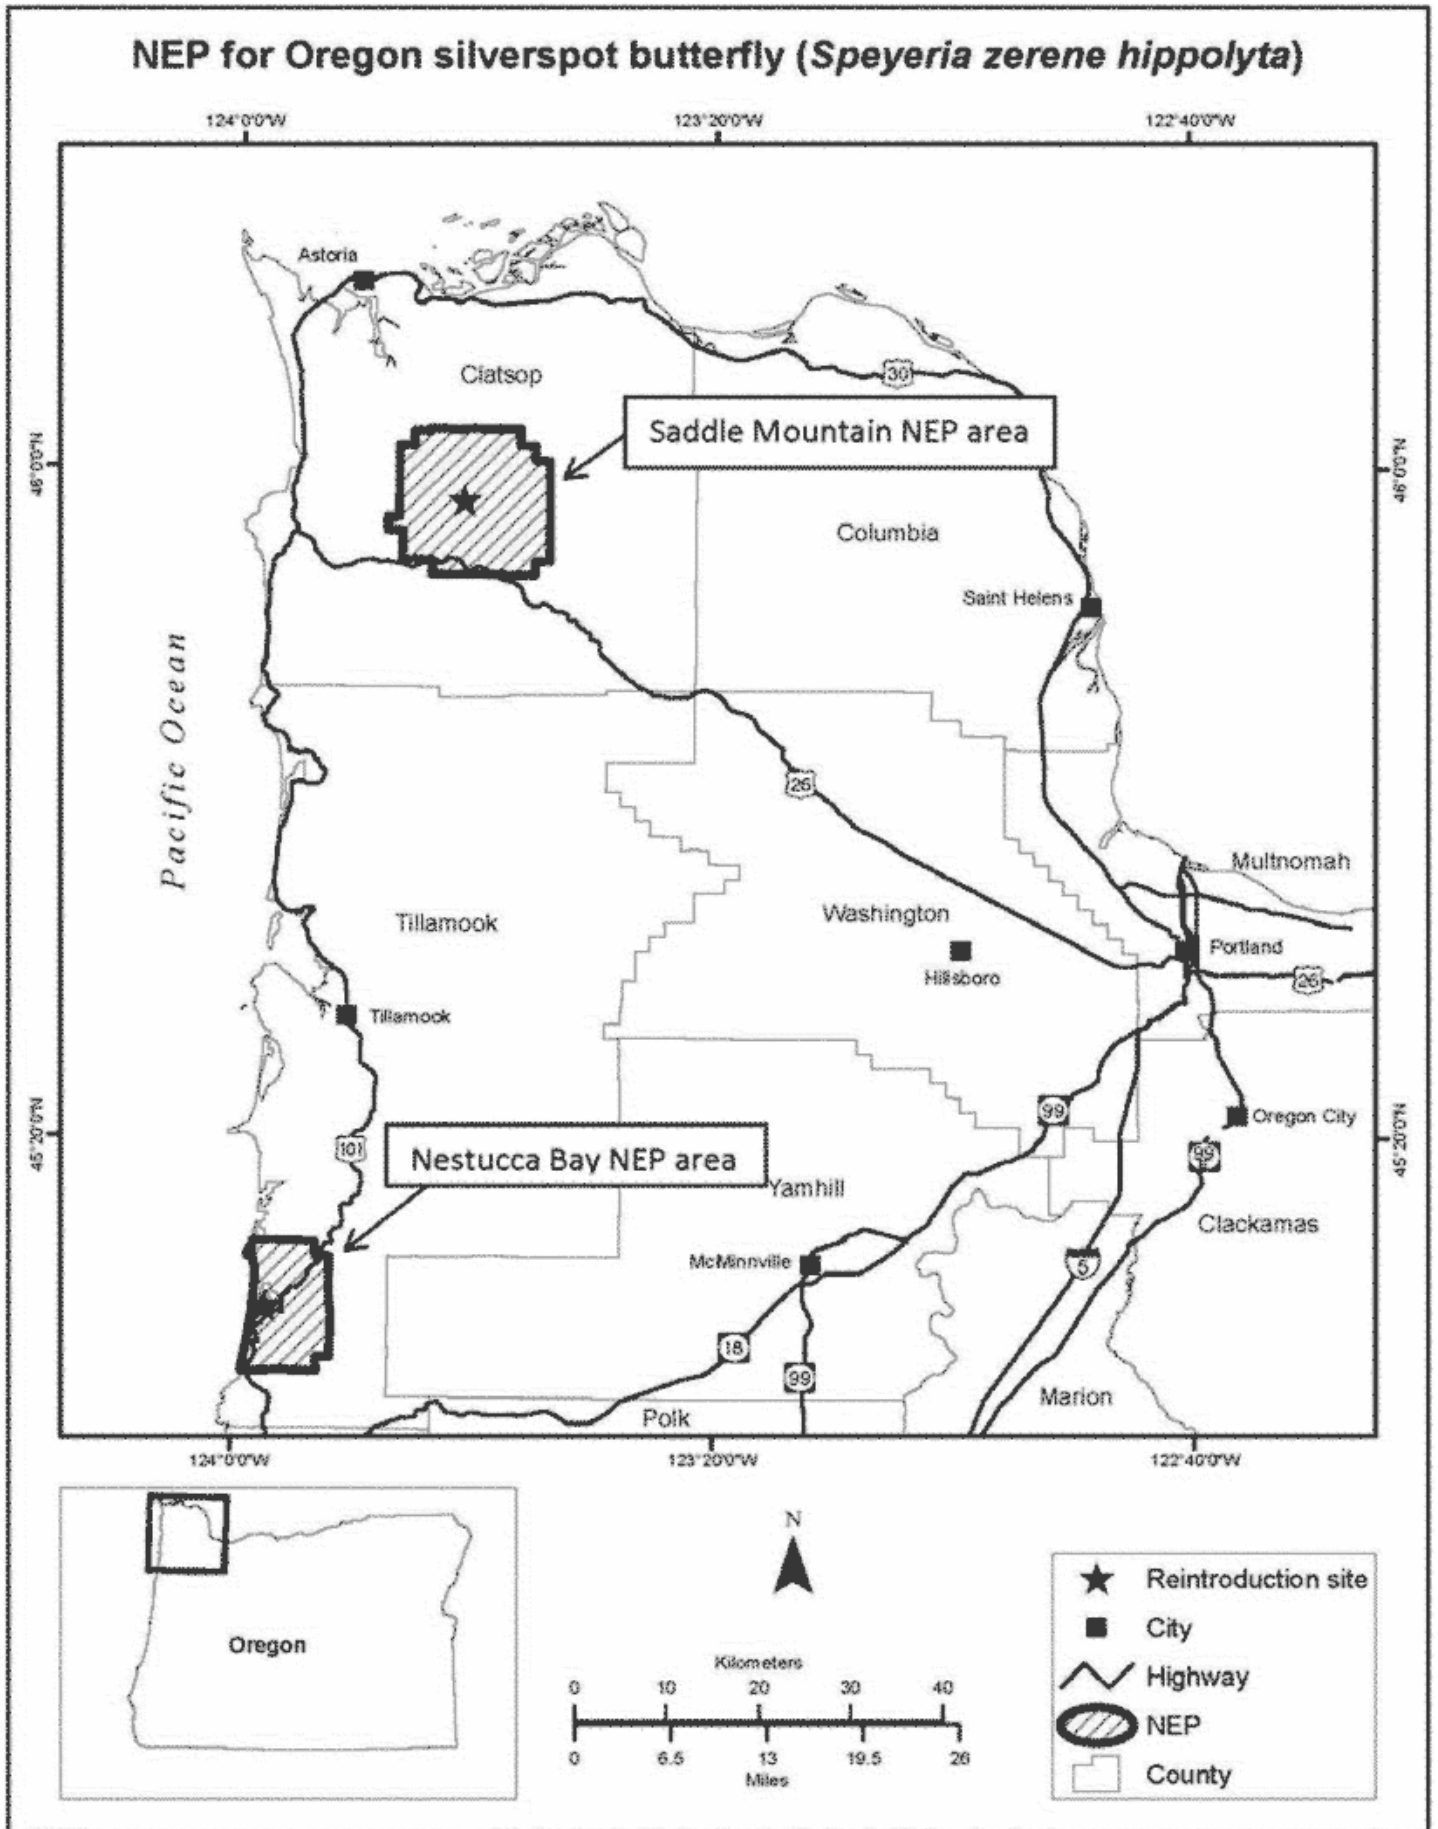 NEP for Oregon silverspot butterfly (Speyeria zerene hippolyta)
124°0'0"W
123°20'0"W
122°40'0"W
Astoria
Clatsop
30
Saddle Mountain NEP area
46°0'0"N
46°0'0"N
Columbia
Saint Helens
Pacific Ocean
26
Multnomah
Tillamook
Washington
Portland
Hillsboro
26
Tillamook
99
Oregon City
45°20'0"N
45°20'0"N
101
Nestucca Bay NEP area
99
Yamhill
Clackamas
McMinnville
5
18
99
Marion
Polk
124°0'0"W
123°20'0"W
122°40'0"W
Oregon
N
Kilometers
0 10 20 30 40
0 6.5 13 19.5 26
Miles
Reintroduction site
City
Highway
NEP
County